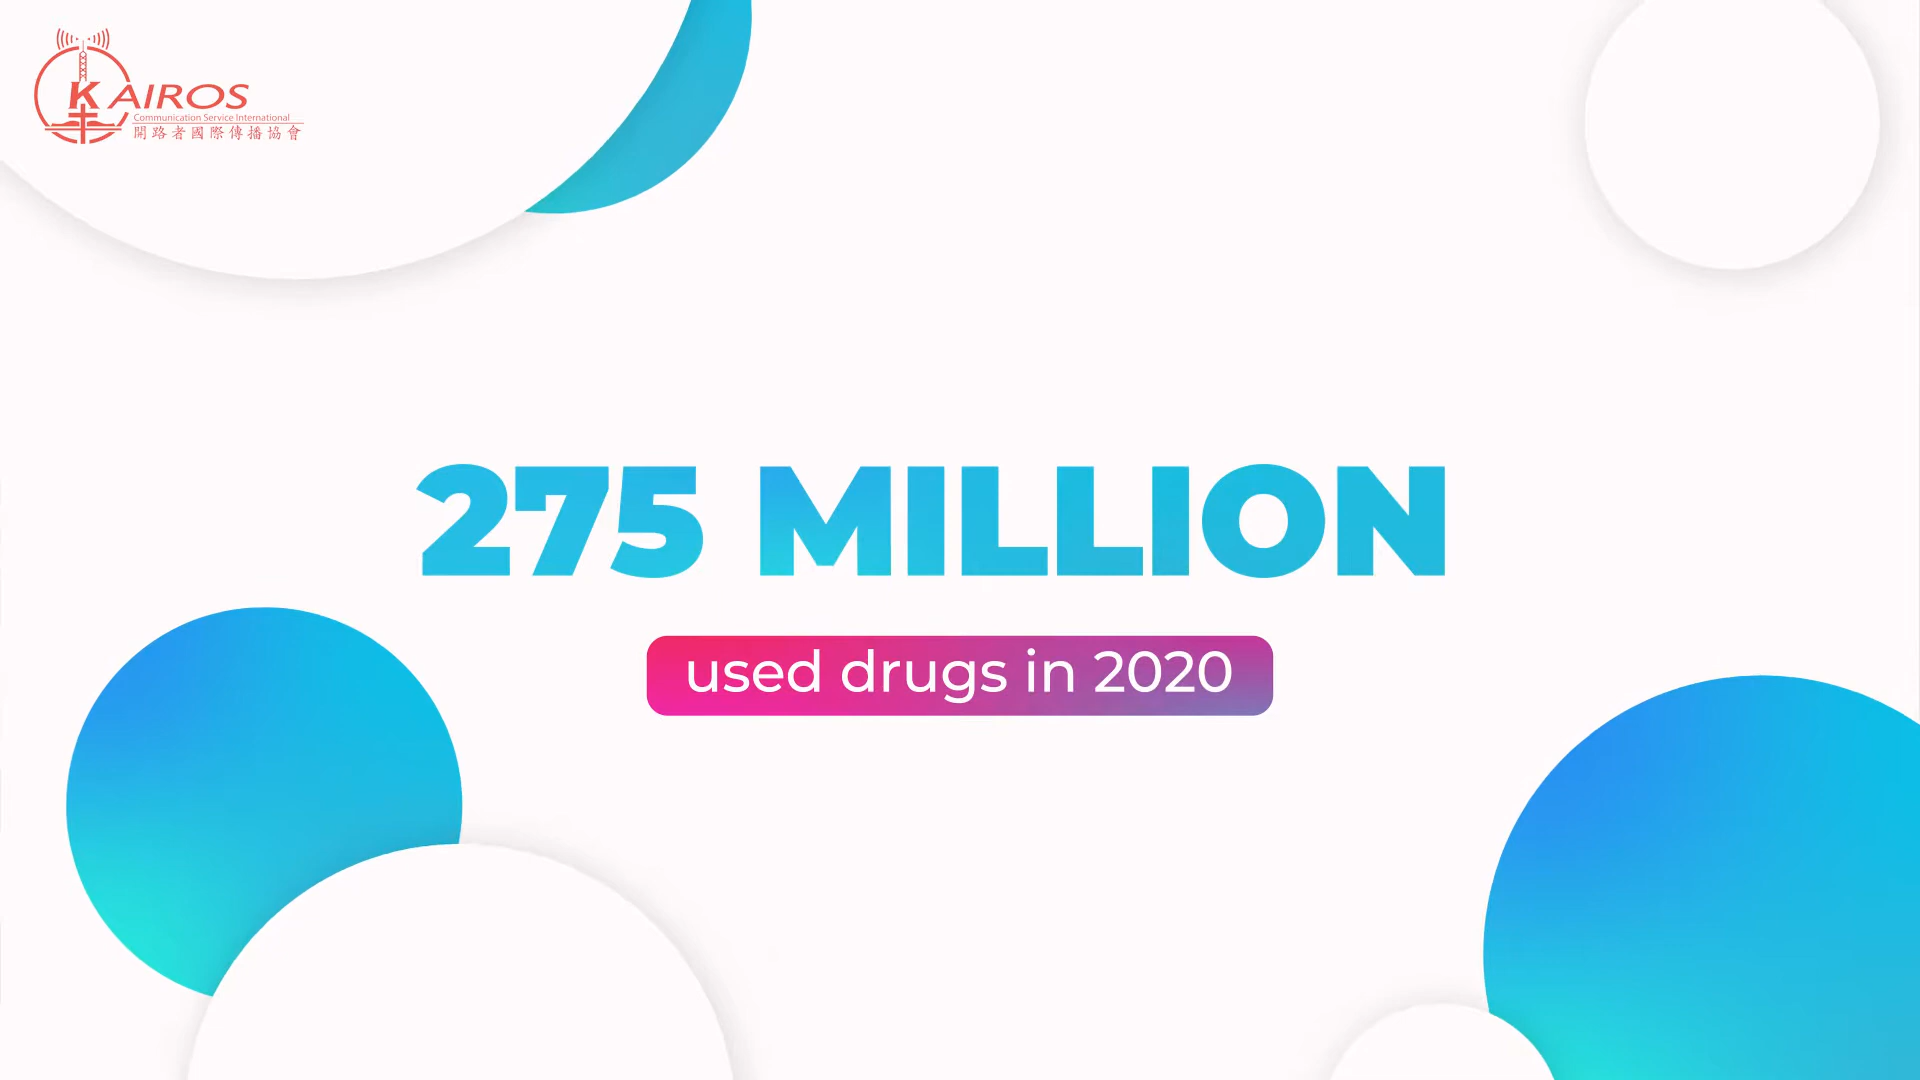 KAIROS
Communication Service International
開路者國際傳播協會
275 MILLION
used drugs in 2020